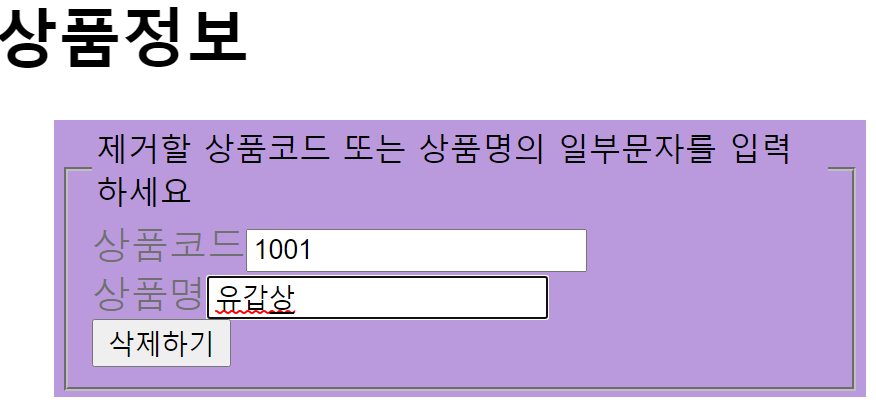 상품정보
제거할 상품코드 또는 상품명의 일부문자를 입력
하세요
상품코드 1001
상품명 유갑상
삭제하기